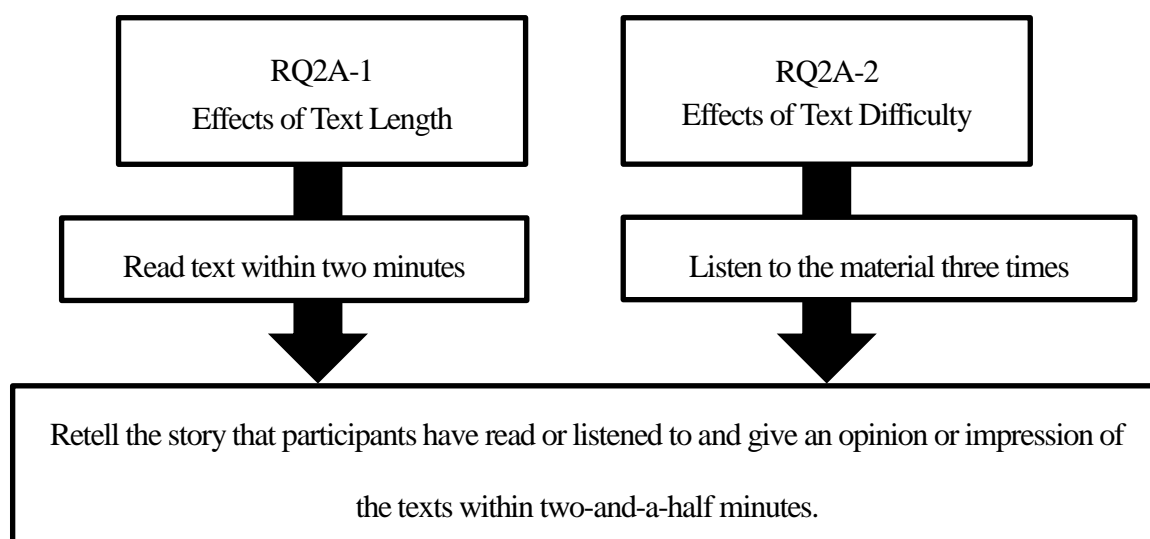 RQ2A-1
Effects of Text Length
RQ2A-2
Effects of Text Difficulty
Read text within two minutes
Listen to the material three times
Retell the story that participants have read or listened to and give an opinion or impression of
the texts within two-and-a-half minutes.